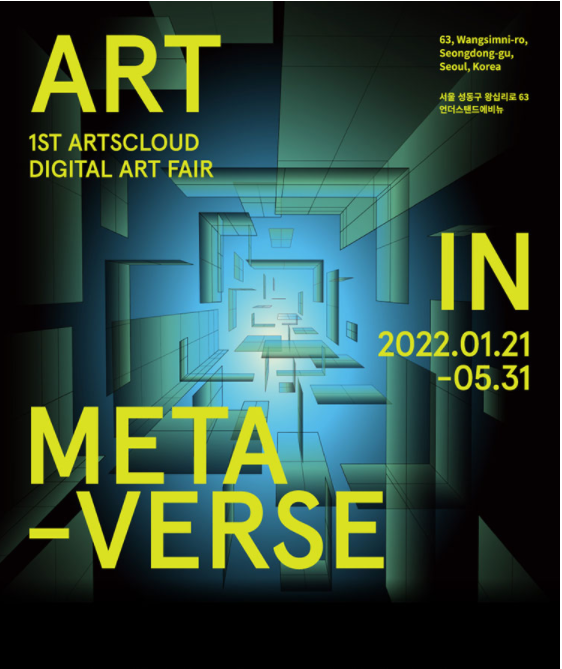 ART
63, Wangsimni-ro,
Seongdong-gu,
Seoul, Korea
서울 성동구 왕십리로 63
언더스탠드에비뉴
1ST ARTSCLOUD
DIGITAL ART FAIR
IN
2022.01.21
–05.31
META
–VERSE